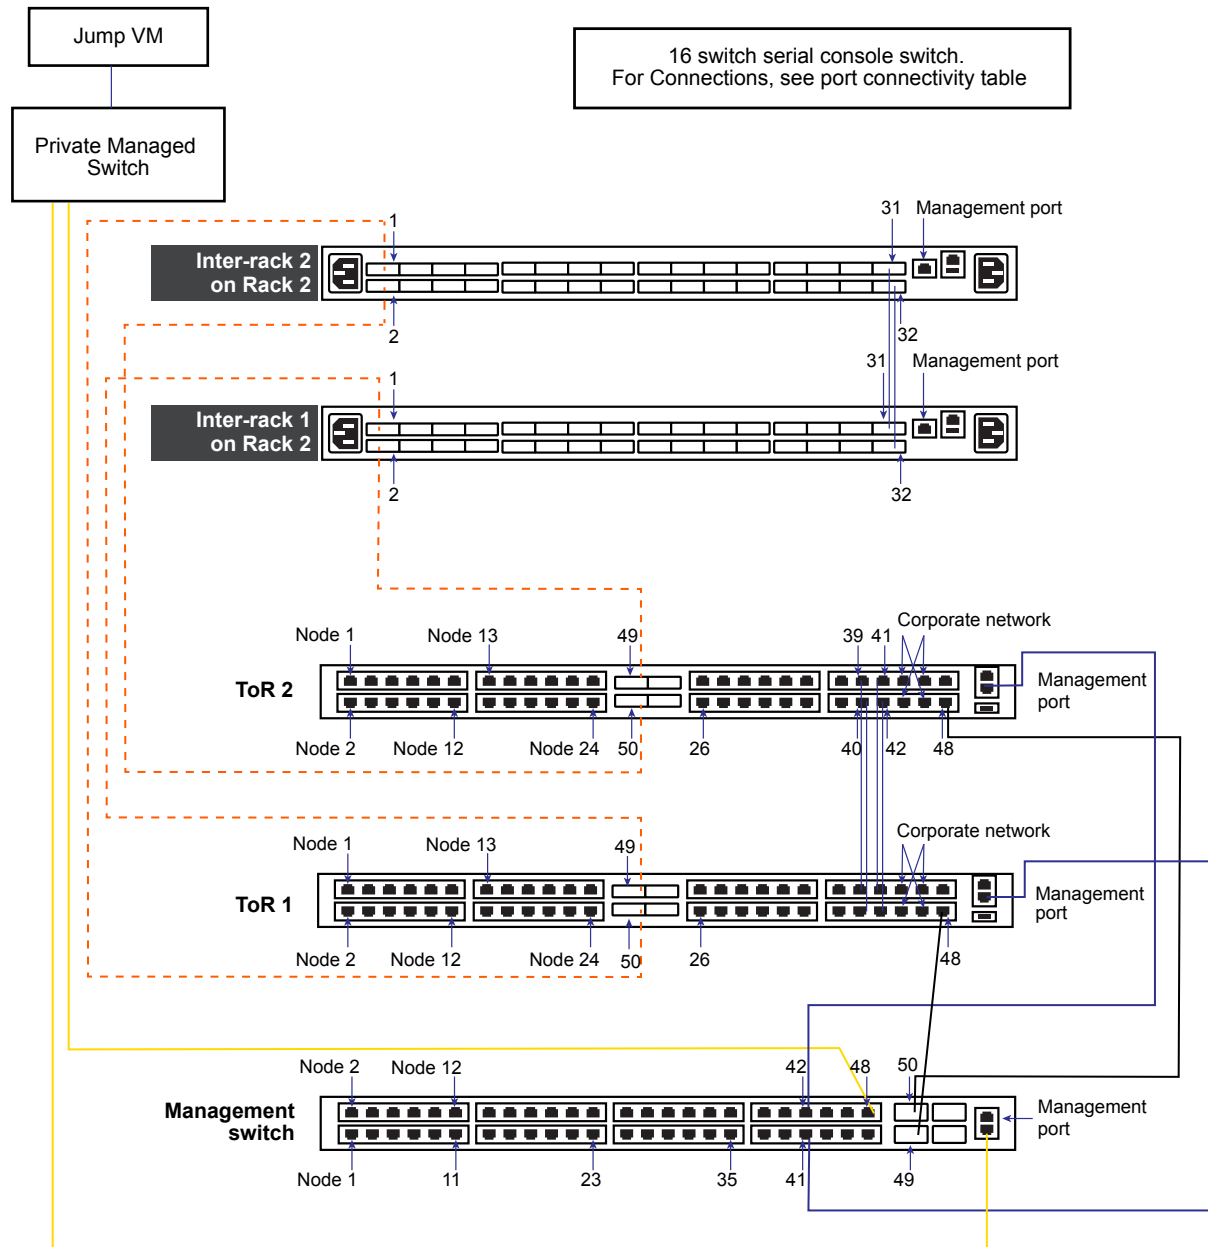 Jump VM
16 switch serial console switch.
For Connections, see port connectivity table
Private Managed
Switch
1
31
Management port
Inter-rack 2
on Rack 2
2
32
1
31
Management port
Inter-rack 1
on Rack 2
2
32
Node 1
Node 13
49
39
41
Corporate network
ToR 2
Management
port
Node 2
Node 12
Node 24
50
26
40
42
48
Node 1
Node 13
49
Corporate network
ToR 1
Management
port
Node 2
Node 12
Node 24
50
26
48
Node 2
Node 12
42
48
50
Management
switch
Management
port
Node 1
11
23
35
41
49